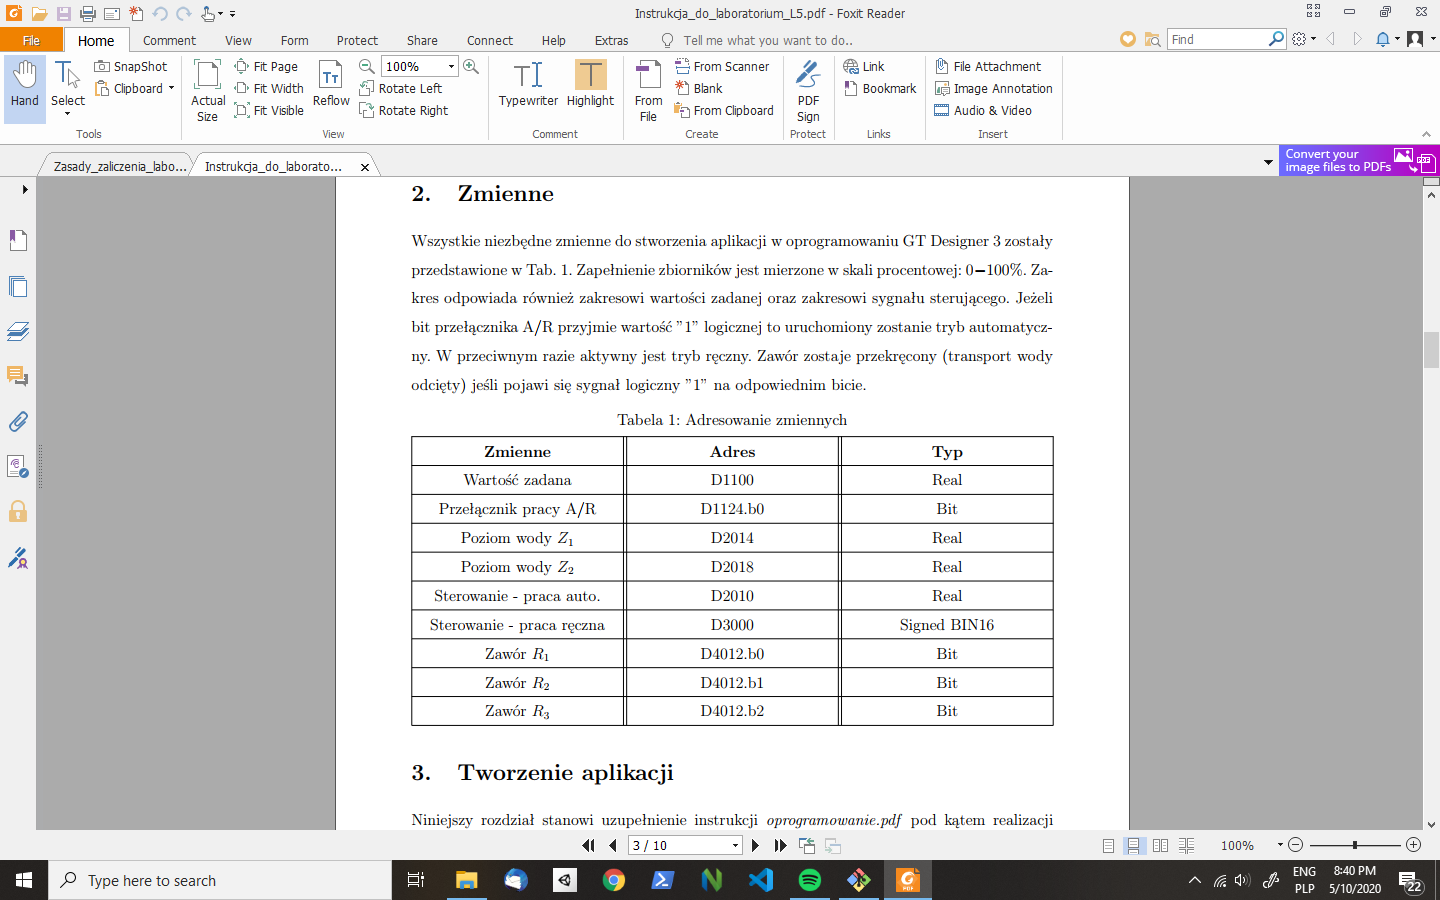 Instrukcja_do_laboratorium_L5.pdf - Foxit Reader
File Home Comment View Form Protect Share Connect Help Extras Tell me what you want to do.. Find
Hand
Select
SnapShot
Clipboard
Tools
Actual Size
Fit Page
Fit Width
Fit Visible
Reflow
100%
Rotate Left
Rotate Right
View
Typewriter
Highlight
Comment
From File
From Scanner
Blank
From Clipboard
Create
PDF Sign
Protect
Link
Bookmark
Links
File Attachment
Image Annotation
Audio & Video
Insert
Zasady_zaliczenia_labo... Instrukcja_do_laborato...
Convert your
image files to PDFs
2. Zmienne
Wszystkie niezbędne zmienne do stworzenia aplikacji w oprogramowaniu GT Designer 3 zostały
przedstawione w Tab. 1. Zapełnienie zbiorników jest mierzone w skali procentowej: 0−100%. Za-
kres odpowiada również zakresowi wartości zadanej oraz zakresowi sygnału sterującego. Jeżeli
bit przełącznika A/R przyjmie wartość ”1” logicznej to uruchomiony zostanie tryb automatycz-
ny. W przeciwnym razie aktywny jest tryb ręczny. Zawór zostaje przekręcony (transport wody
odcięty) jeśli pojawi się sygnał logiczny ”1” na odpowiednim bicie.
Tabela 1: Adresowanie zmiennych
Zmienne Adres Typ
Wartość zadana D1100 Real
Przełącznik pracy A/R D1124.b0 Bit
Poziom wody Z1 D2014 Real
Poziom wody Z2 D2018 Real
Sterowanie - praca auto. D2010 Real
Sterowanie - praca ręczna D3000 Signed BIN16
Zawór R1 D4012.b0 Bit
Zawór R2 D4012.b1 Bit
Zawór R3 D4012.b2 Bit
3. Tworzenie aplikacji
Niniejszy rozdział stanowi uzupełnienie instrukcji oprogramowanie.pdf pod kątem realizacji
3 / 10 100%
Type here to search
ENG
PLP
8:40 PM
5/10/2020
22